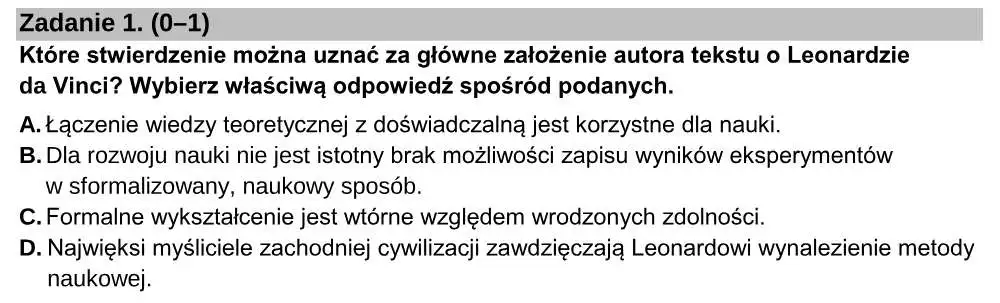 Zadanie 1. (0–1)
Które stwierdzenie można uznać za główne założenie autora tekstu o Leonardzie
da Vinci? Wybierz właściwą odpowiedź spośród podanych.
A. Łączenie wiedzy teoretycznej z doświadczalną jest korzystne dla nauki.
B. Dla rozwoju nauki nie jest istotny brak możliwości zapisu wyników eksperymentów
w sformalizowany, naukowy sposób.
C. Formalne wykształcenie jest wtórne względem wrodzonych zdolności.
D. Najwięksi myśliciele zachodniej cywilizacji zawdzięczają Leonardowi wynalezienie metody
naukowej.